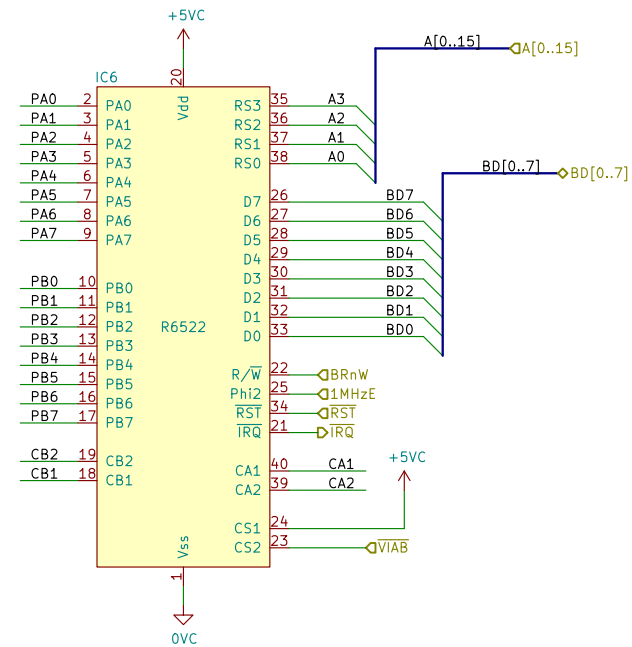 +5VC
A[0..15] A[0..15]
IC6
20
Vdd
PA0 2 PA0 RS3 35 A3
PA1 3 PA1 RS2 36 A2
PA2 4 PA2 RS1 37 A1
PA3 5 PA3 RS0 38 A0
BD[0..7] BD[0..7]
PA4 6 PA4
PA5 7 PA5 D7 26 BD7
PA6 8 PA6 D6 27 BD6
PA7 9 PA7 D5 28 BD5
D4 29 BD4
PB0 10 PB0 D3 30 BD3
PB1 11 PB1 D2 31 BD2
PB2 12 PB2 R6522 D1 32 BD1
PB3 13 PB3 D0 33 BD0
PB4 14 PB4 R/W̅ 22 BRnW
PB5 15 PB5 Phi2 25 1MHzE
PB6 16 PB6
PB7 17 PB7 R̅S̅T̅ 34 R̅S̅T̅
I̅R̅Q̅ 21 I̅R̅Q̅
CB2 19 CB2 CA1 40 CA1
CB1 18 CB1 CA2 39 CA2
+5VC
CS1 24
Vss CS2 23 V̅I̅A̅B̅
1
0VC